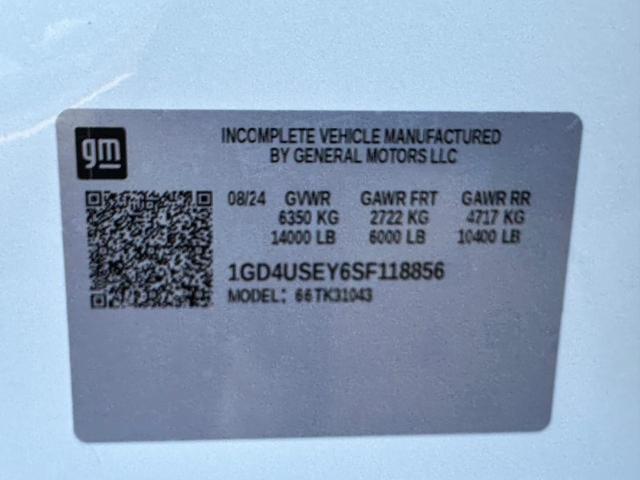 gm
INCOMPLETE VEHICLE MANUFACTURED
BY GENERAL MOTORS LLC
08/24 GVWR GAWR FRT GAWR RR
6350 KG 2722 KG 4717 KG
14000 LB 6000 LB 10400 LB
1GD4USEY6SF118856
MODEL: 66TK31043